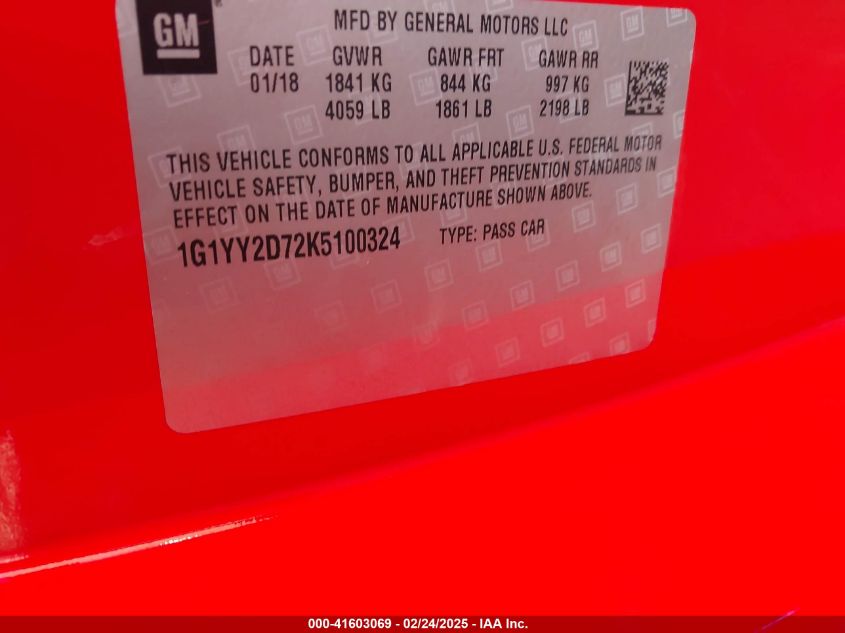 GM
MFD BY GENERAL MOTORS LLC
DATE GVWR GAWR FRT GAWR RR
01/18 1841 KG 844 KG 997 KG
4059 LB 1861 LB 2198 LB
THIS VEHICLE CONFORMS TO ALL APPLICABLE U.S. FEDERAL MOTOR
VEHICLE SAFETY, BUMPER, AND THEFT PREVENTION STANDARDS IN
EFFECT ON THE DATE OF MANUFACTURE SHOWN ABOVE.
1G1YY2D72K5100324 TYPE: PASS CAR
000-41603069 - 02/24/2025 - IAA Inc.